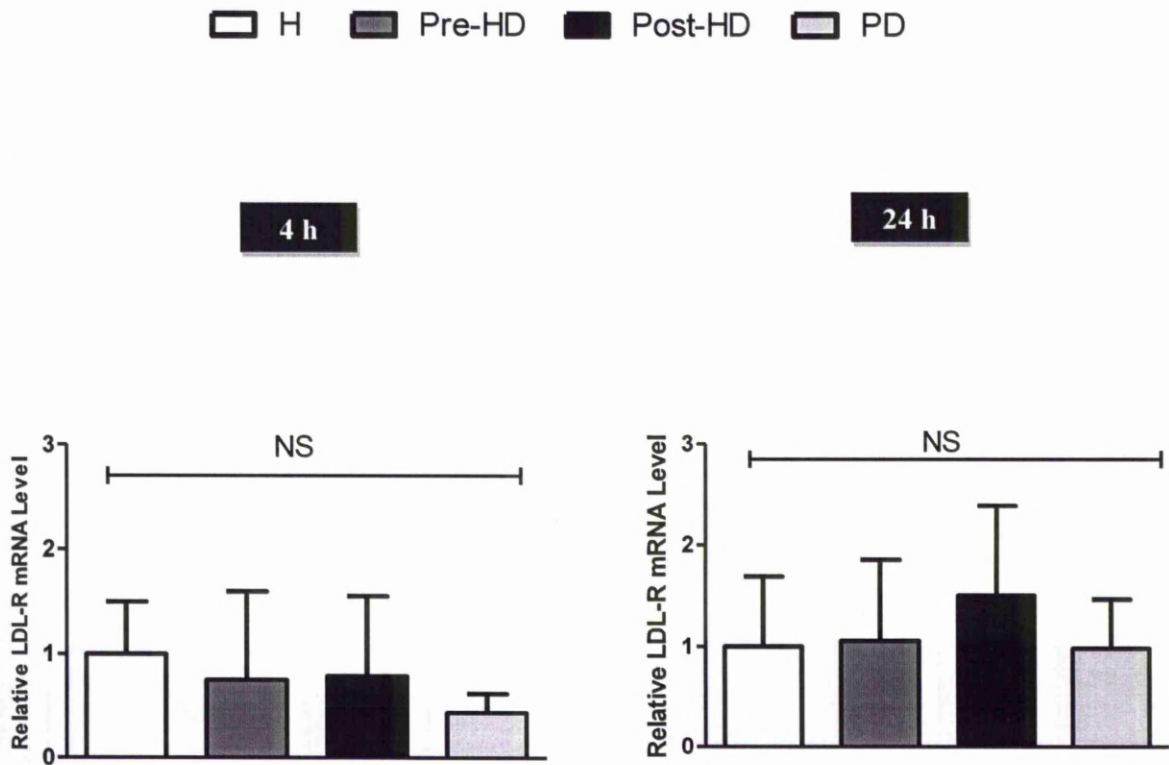 H Pre-HD Post-HD PD
4 h
24 h
Relative LDL-R mRNA Level
3
2
1
0
NS
Relative LDL-R mRNA Level
3
2
1
0
NS